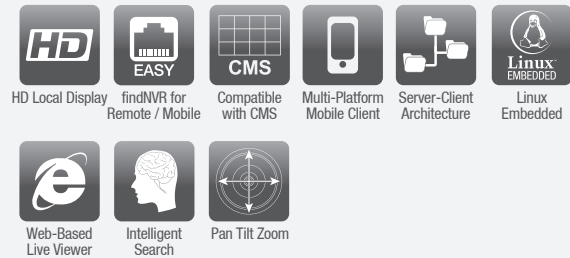 HD
EASY
CMS
Linux
EMBEDDED
HD Local Display
findNVR for
Remote / Mobile
Compatible
with CMS
Multi-Platform
Mobile Client
Server-Client
Architecture
Linux
Embedded
e
Web-Based
Live Viewer
Intelligent
Search
Pan Tilt Zoom